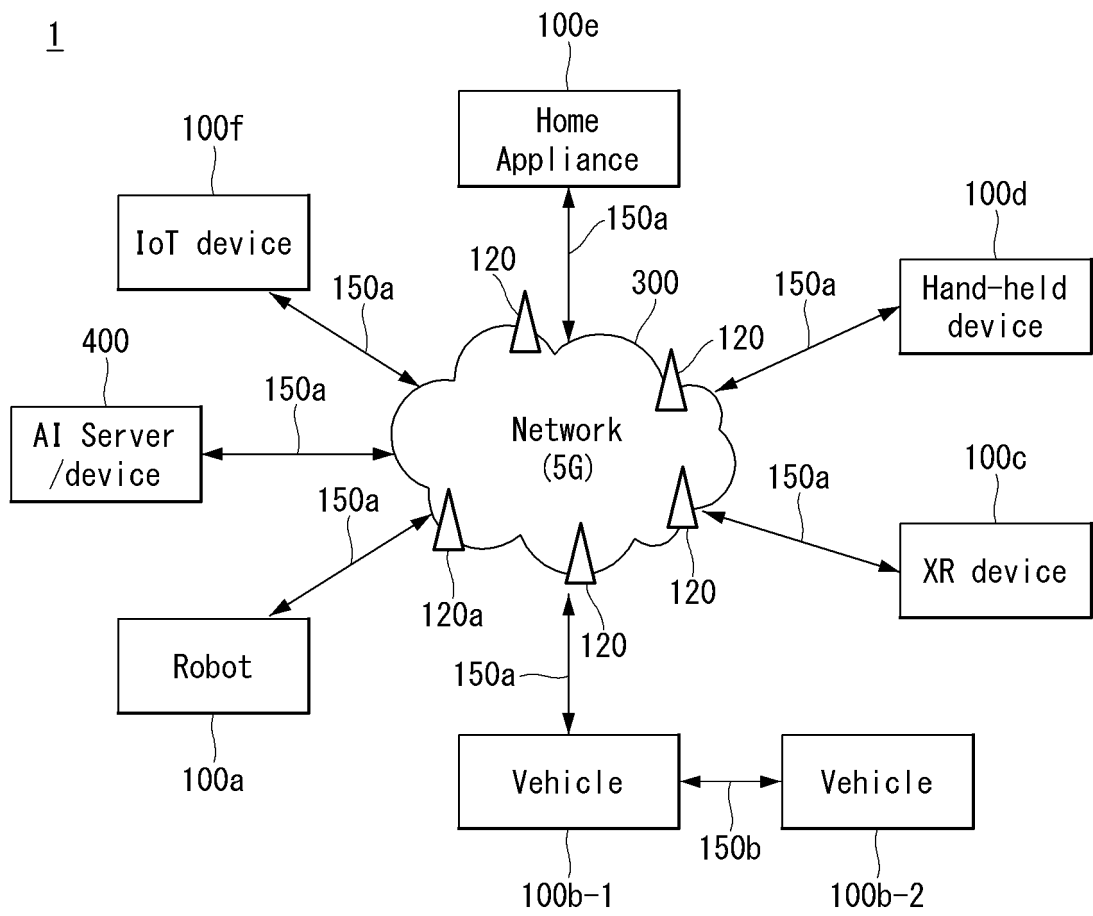 1
100e
Home
Appliance
100f
IoT device
150a
100d
Hand-held
device
120
300
150a
150a
120
400
AI Server
/device
150a
Network
(5G)
100c
XR device
150a
150a
120a
120
120
Robot
100a
150a
Vehicle
Vehicle
150b
100b-1
100b-2